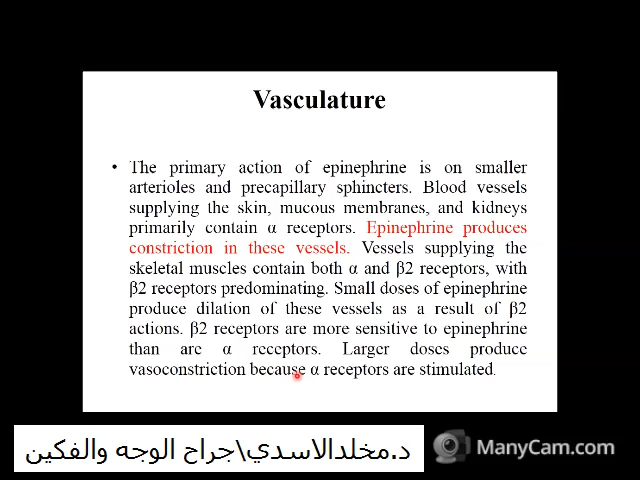 Vasculature
• The primary action of epinephrine is on smaller
arterioles and precapillary sphincters. Blood vessels
supplying the skin, mucous membranes, and kidneys
primarily contain α receptors. Epinephrine produces
constriction in these vessels. Vessels supplying the
skeletal muscles contain both α and β2 receptors, with
β2 receptors predominating. Small doses of epinephrine
produce dilation of these vessels as a result of β2
actions. β2 receptors are more sensitive to epinephrine
than are α receptors. Larger doses produce
vasoconstriction because α receptors are stimulated.
د.مخلدالاسدي\جراح الوجه والفكين
ManyCam.com